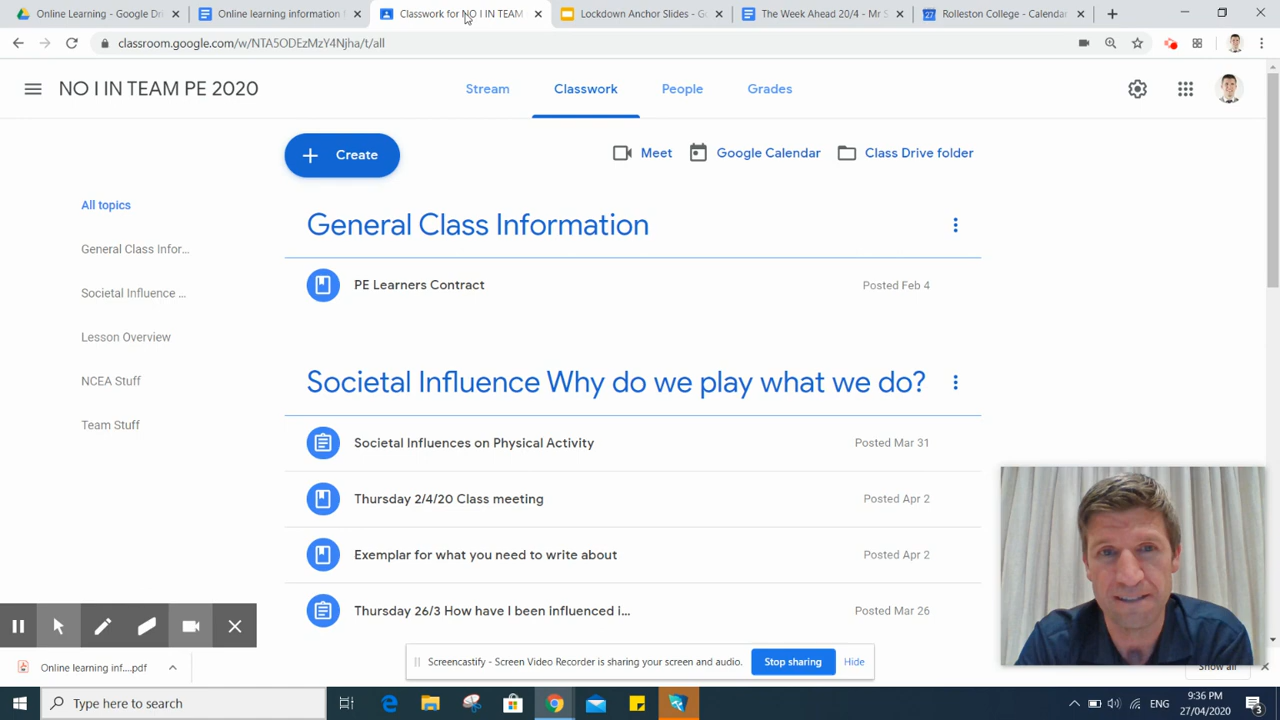 Online Learning - Google Dri
Online learning information f
Classwork for NO I IN TEAM
Lockdown Anchor Slides - Go
The Week Ahead 20/4 - Mr S
27
Rolleston College - Calenda
classroom.google.com/w/NTA5ODEzMzY4Njha/t/all
NO I IN TEAM PE 2020
Stream
Classwork
People
Grades
Create
Meet
Google Calendar
Class Drive folder
All topics
General Class Infor...
Societal Influence ...
Lesson Overview
NCEA Stuff
Team Stuff
General Class Information
PE Learners Contract
Posted Feb 4
Societal Influence Why do we play what we do?
Societal Influences on Physical Activity
Posted Mar 31
Thursday 2/4/20 Class meeting
Posted Apr 2
Exemplar for what you need to write about
Posted Apr 2
Thursday 26/3 How have I been influenced i...
Posted Mar 26
Screencastify - Screen Video Recorder is sharing your screen and audio.
Stop sharing
Hide
Online learning inf....pdf
Show all
Type here to search
ENG
9:36 PM
27/04/2020
3